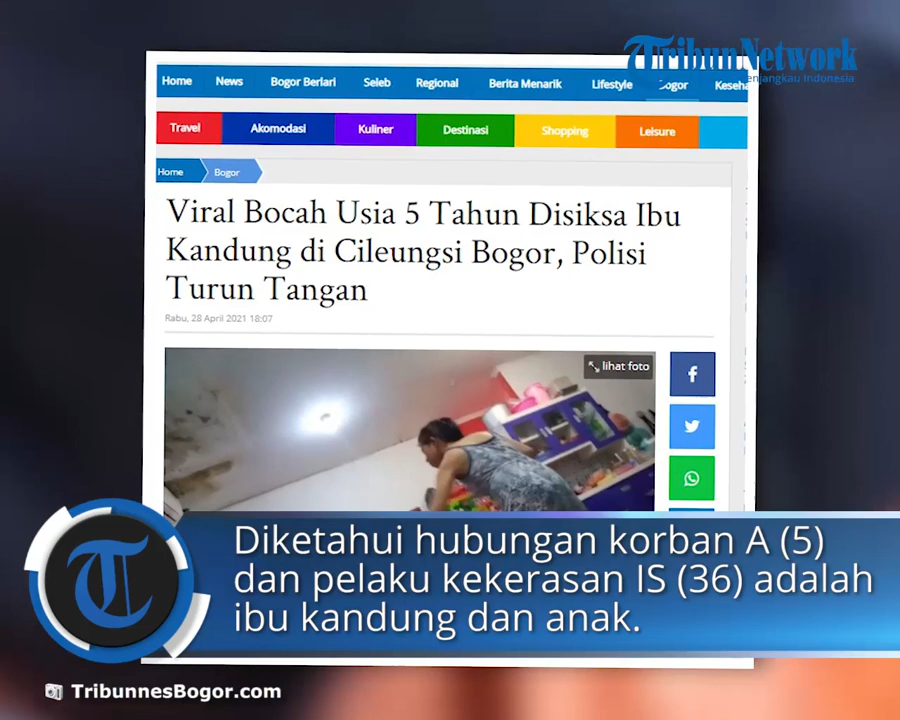 TribunNetwork
enjangkau Indonesia
Home News Bogor Berlari Seleb Regional Berita Menarik Lifestyle Bogor
Travel Akomodasi Kuliner Destinasi Shopping Leisure
Home Bogor
Viral Bocah Usia 5 Tahun Disiksa Ibu
Kandung di Cileungsi Bogor, Polisi
Turun Tangan
Rabu, 28 April 2021 18:07
lihat foto
Diketahui hubungan korban A (5)
dan pelaku kekerasan IS (36) adalah
ibu kandung dan anak.
TribunnesBogor.com